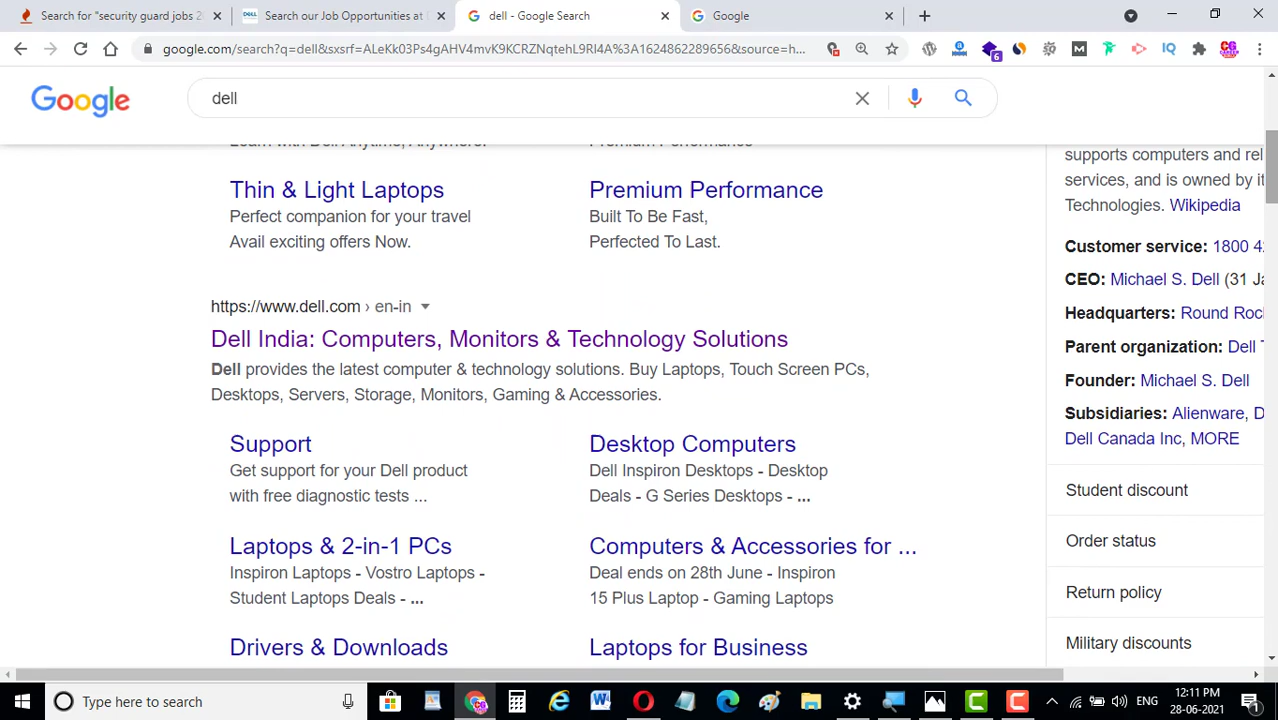 Search for "security guard jobs 2
Search our Job Opportunities at
dell - Google Search
Google
google.com/search?q=dell&sxsrf=ALeKk03Ps4gAHV4mvK9KCRZNqtehL9RI4A%3A1624862289656&source=h...
6
M
IQ
Google
dell
supports computers and rel
services, and is owned by it
Technologies. Wikipedia
Customer service: 1800 4
CEO: Michael S. Dell (31 Ja
Headquarters: Round Roc
Parent organization: Dell
Founder: Michael S. Dell
Subsidiaries: Alienware, D
Dell Canada Inc, MORE
Student discount
Order status
Return policy
Military discounts
Learn with Dell Anytime, Anywhere.
Premium Performance
Thin & Light Laptops
Perfect companion for your travel
Avail exciting offers Now.
Premium Performance
Built To Be Fast,
Perfected To Last.
https://www.dell.com › en-in
Dell India: Computers, Monitors & Technology Solutions
Dell provides the latest computer & technology solutions. Buy Laptops, Touch Screen PCs,
Desktops, Servers, Storage, Monitors, Gaming & Accessories.
Support
Get support for your Dell product
with free diagnostic tests ...
Desktop Computers
Dell Inspiron Desktops - Desktop
Deals - G Series Desktops - ...
Laptops & 2-in-1 PCs
Inspiron Laptops - Vostro Laptops -
Student Laptops Deals - ...
Computers & Accessories for ...
Deal ends on 28th June - Inspiron
15 Plus Laptop - Gaming Laptops
Drivers & Downloads
Laptops for Business
Type here to search
ENG
12:11 PM
28-06-2021
1